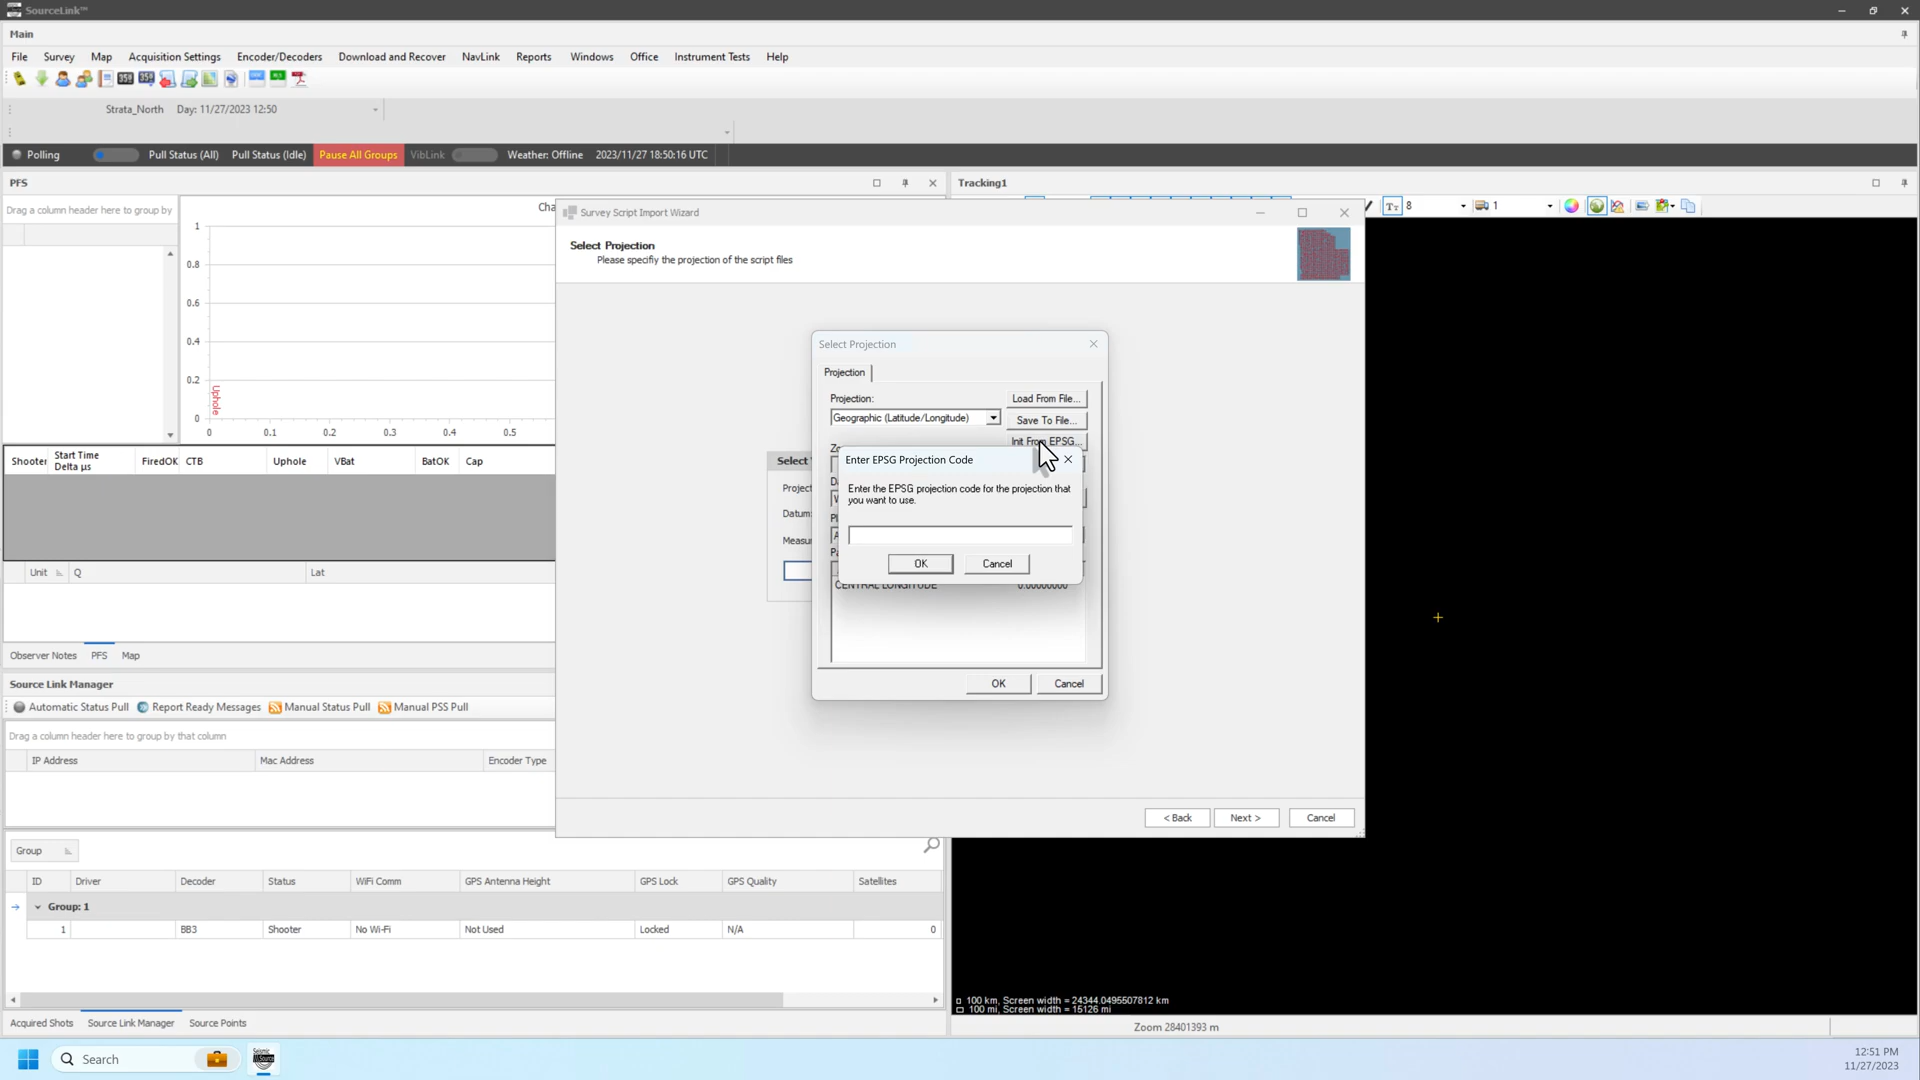 SourceLink™
Main
File Survey Map Acquisition Settings Encoder/Decoders Download and Recover NavLink Reports Windows Office Instrument Tests Help
Strata_North Day: 11/27/2023 12:50
Polling Pull Status (All) Pull Status (Idle) Pause All Groups VibLink Weather: Offline 2023/11/27 18:50:16 UTC
PFS
Tracking1
Drag a column header here to group by
8
1
Survey Script Import Wizard
Select Projection
Please specifiy the projection of the script files
1
0.8
0.6
0.4
0.2
0
Uphole
0 0.1 0.2 0.3 0.4 0.5
Select Projection
Projection
Projection:
Load From File...
Geographic (Latitude/Longitude)
Save To File...
Init From EPSG...
Enter EPSG Projection Code
Enter the EPSG projection code for the projection that
you want to use.
OK Cancel
CENTRAL LONGITUDE 0.00000000
OK Cancel
Select
Datum:
< Back Next > Cancel
Shooter Start Time Delta µs FiredOK CTB Uphole VBat BatOK Cap
Unit Q Lat
Observer Notes PFS Map
Source Link Manager
Automatic Status Pull Report Ready Messages Manual Status Pull Manual PSS Pull
Drag a column header here to group by that column
IP Address Mac Address Encoder Type
Group
ID Driver Decoder Status WiFi Comm GPS Antenna Height GPS Lock GPS Quality Satellites
Group: 1
1 BB3 Shooter No Wi-Fi Not Used Locked N/A 0
Acquired Shots Source Link Manager Source Points
100 km, Screen width = 24344.0495507812 km
100 mi, Screen width = 15126 mi
Zoom 28401393 m
Search
12:51 PM
11/27/2023